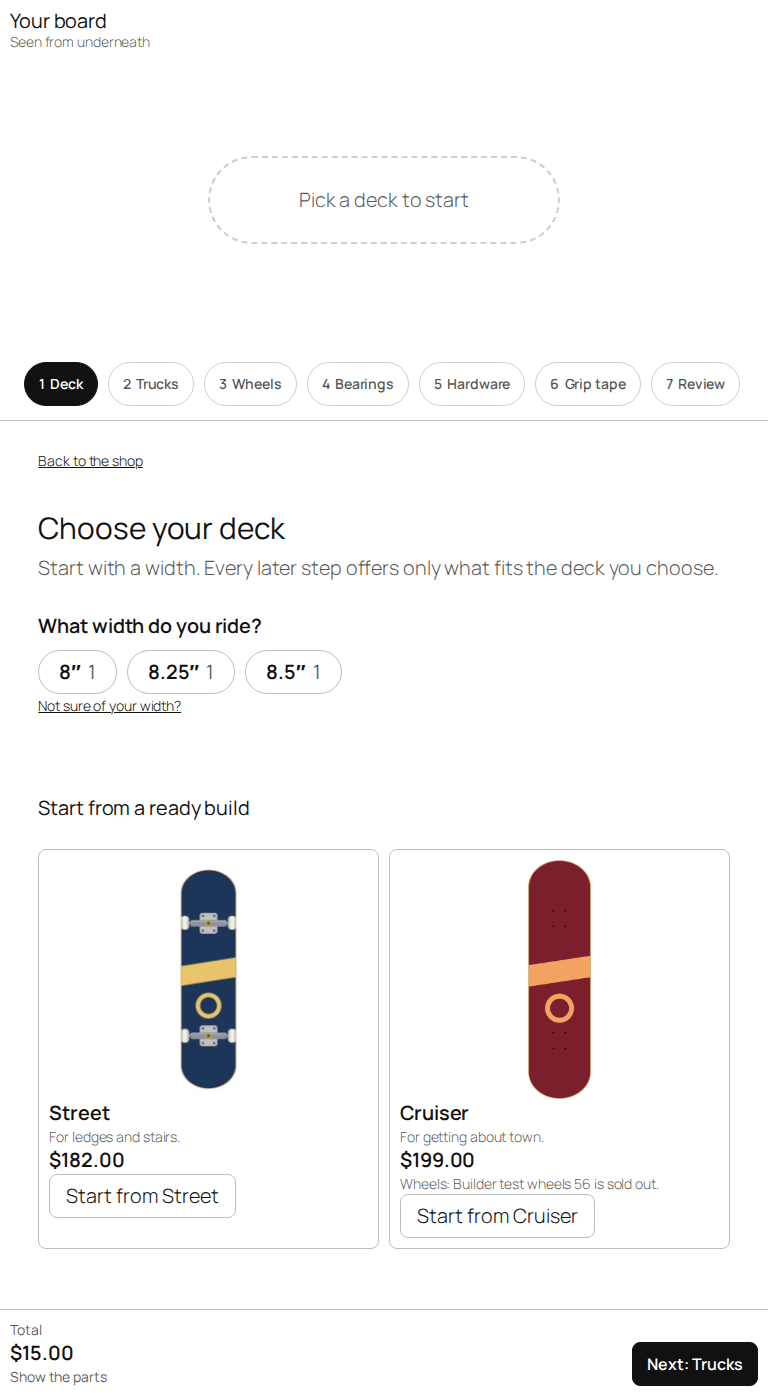 Your board
Seen from underneath
Pick a deck to start
1 Deck
2 Trucks
3 Wheels
4 Bearings
5 Hardware
6 Grip tape
7 Review
Back to the shop
Choose your deck
Start with a width. Every later step offers only what fits the deck you choose.
What width do you ride?
8″ 1
8.25″ 1
8.5″ 1
Not sure of your width?
Start from a ready build
Street
For ledges and stairs.
$182.00
Start from Street
Cruiser
For getting about town.
$199.00
Wheels: Builder test wheels 56 is sold out.
Start from Cruiser
Total
$15.00
Show the parts
Next: Trucks